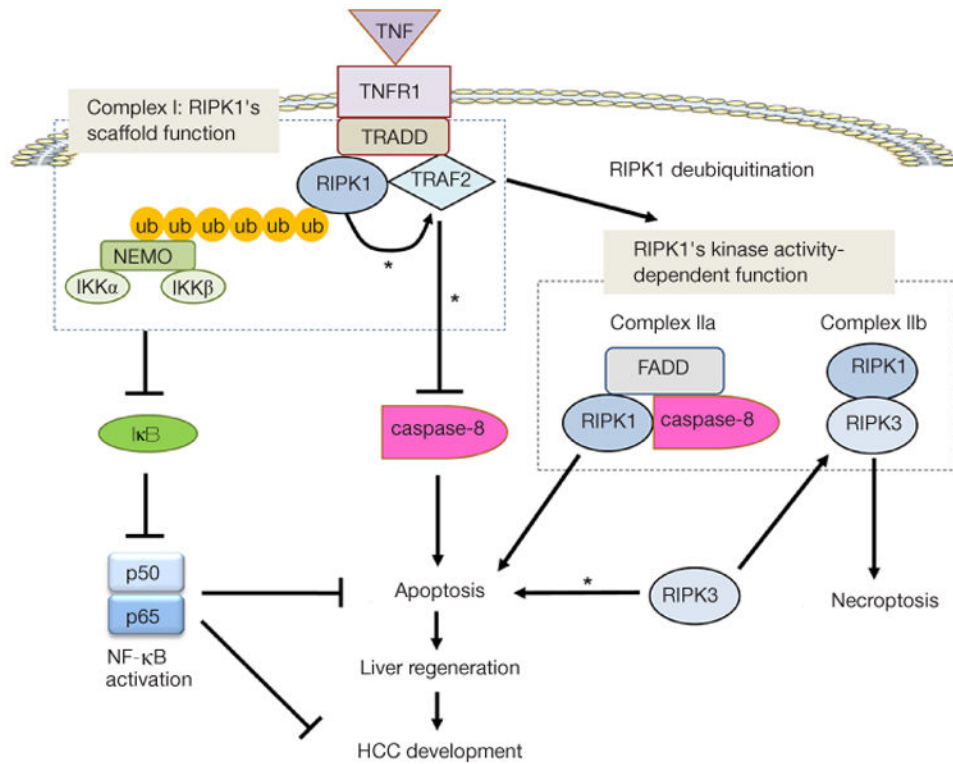 TNF
TNFR1
Complex I: RIPK1's
scaffold function
TRADD
RIPK1
TRAF2
RIPK1 deubiquitination
ub ub ub ub ub ub
NEMO
IKKα
IKKβ
*
*
RIPK1's kinase activity-
dependent function
Complex IIa
Complex IIb
FADD
RIPK1
caspase-8
RIPK1
RIPK3
IκB
caspase-8
p50
p65
NF-κB
activation
Apoptosis
*
RIPK3
Necroptosis
Liver regeneration
HCC development